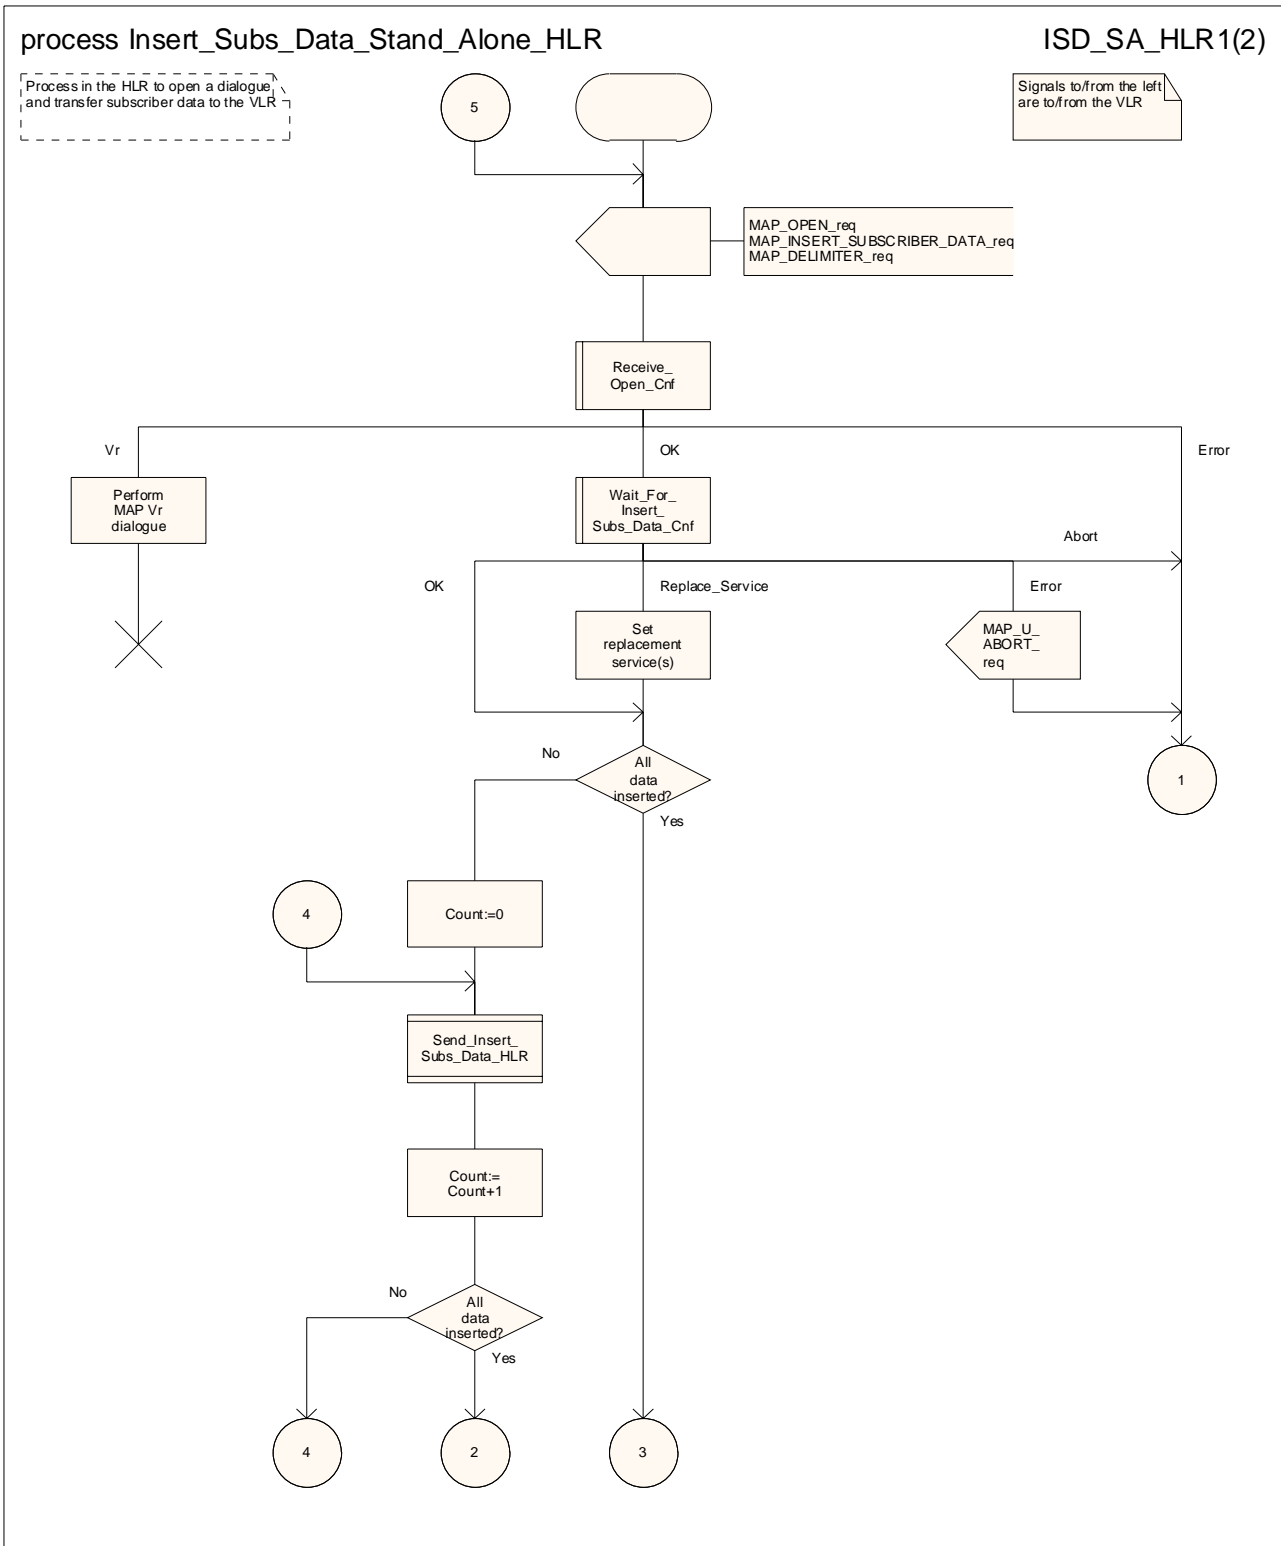 process Insert_Subs_Data_Stand_Alone_HLR
ISD_SA_HLR1(2)
Process in the HLR to open a dialogue
and transfer subscriber data to the VLR
5
Signals to/from the left
are to/from the VLR
MAP_OPEN_req
MAP_INSERT_SUBSCRIBER_DATA_req
MAP_DELIMITER_req
Receive_
Open_Cnf
Vr
OK
Error
Perform
MAP Vr
dialogue
Wait_For_
Insert_
Subs_Data_Cnf
Abort
OK
Replace_Service
Error
Set
replacement
service(s)
MAP_U_
ABORT_
req
No
All
data
inserted?
Yes
1
4
Count:=0
Send_Insert_
Subs_Data_HLR
Count:=
Count+1
No
All
data
inserted?
Yes
4
2
3